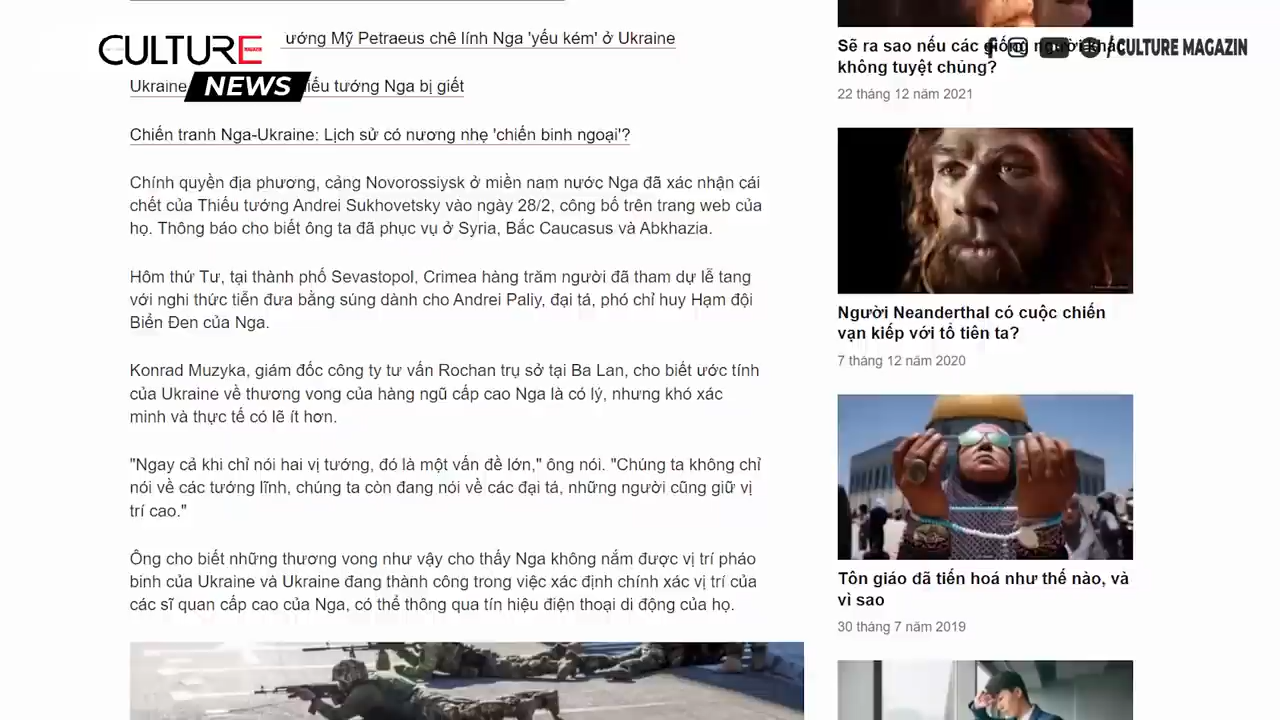 CULTURE
NEWS
ướng Mỹ Petraeus chê lính Nga 'yếu kém' ở Ukraine
Ukraine
iếu tướng Nga bị giết
Chiến tranh Nga-Ukraine: Lịch sử có nương nhẹ 'chiến binh ngoại'?
Chính quyền địa phương, cảng Novorossiysk ở miền nam nước Nga đã xác nhận cái
chết của Thiếu tướng Andrei Sukhovetsky vào ngày 28/2, công bố trên trang web của
họ. Thông báo cho biết ông ta đã phục vụ ở Syria, Bắc Caucasus và Abkhazia.
Hôm thứ Tư, tại thành phố Sevastopol, Crimea hàng trăm người đã tham dự lễ tang
với nghi thức tiễn đưa bằng súng dành cho Andrei Paliy, đại tá, phó chỉ huy Hạm đội
Biển Đen của Nga.
Konrad Muzyka, giám đốc công ty tư vấn Rochan trụ sở tại Ba Lan, cho biết ước tính
của Ukraine về thương vong của hàng ngũ cấp cao Nga là có lý, nhưng khó xác
minh và thực tế có lẽ ít hơn.
"Ngay cả khi chỉ nói hai vị tướng, đó là một vấn đề lớn," ông nói. "Chúng ta không chỉ
nói về các tướng lĩnh, chúng ta còn đang nói về các đại tá, những người cũng giữ vị
trí cao."
Ông cho biết những thương vong như vậy cho thấy Nga không nắm được vị trí pháo
binh của Ukraine và Ukraine đang thành công trong việc xác định chính xác vị trí của
các sĩ quan cấp cao của Nga, có thể thông qua tín hiệu điện thoại di động của họ.
/CULTURE MAGAZIN
Sẽ ra sao nếu các giống người khác
không tuyệt chủng?
22 tháng 12 năm 2021
Người Neanderthal có cuộc chiến
vạn kiếp với tổ tiên ta?
7 tháng 12 năm 2020
Tôn giáo đã tiến hoá như thế nào, và
vì sao
30 tháng 7 năm 2019